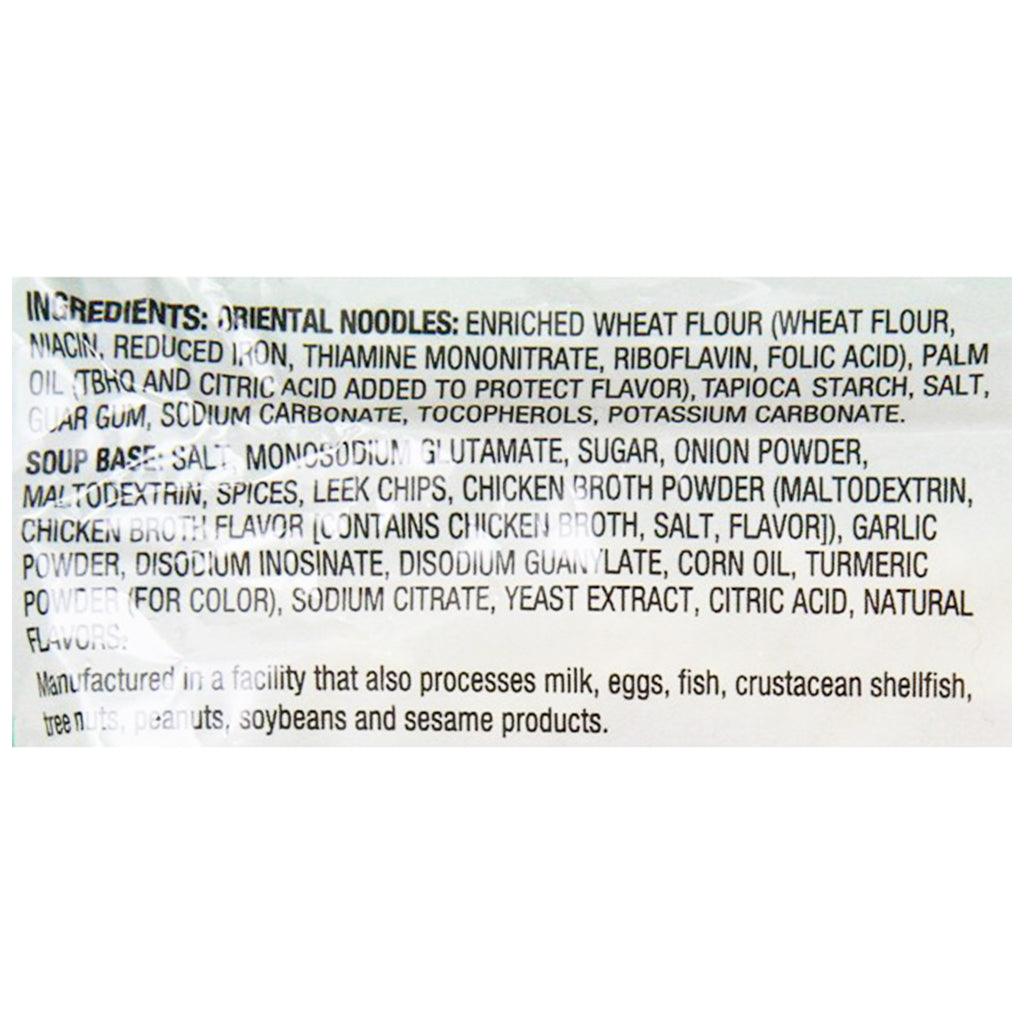 INGREDIENTS: ORIENTAL NOODLES: ENRICHED WHEAT FLOUR (WHEAT FLOUR,
NIACIN, REDUCED IRON, THIAMINE MONONITRATE, RIBOFLAVIN, FOLIC ACID), PALM
OIL (TBHQ AND CITRIC ACID ADDED TO PROTECT FLAVOR), TAPIOCA STARCH, SALT,
GUAR GUM, SODIUM CARBONATE, TOCOPHEROLS, POTASSIUM CARBONATE.
SOUP BASE: SALT, MONOSODIUM GLUTAMATE, SUGAR, ONION POWDER,
MALTODEXTRIN, SPICES, LEEK CHIPS, CHICKEN BROTH POWDER (MALTODEXTRIN,
CHICKEN BROTH FLAVOR [CONTAINS CHICKEN BROTH, SALT, FLAVOR]), GARLIC
POWDER, DISODIUM INOSINATE, DISODIUM GUANYLATE, CORN OIL, TURMERIC
POWDER (FOR COLOR), SODIUM CITRATE, YEAST EXTRACT, CITRIC ACID, NATURAL
FLAVORS.
Manufactured in a facility that also processes milk, eggs, fish, crustacean shellfish,
tree nuts, peanuts, soybeans and sesame products.